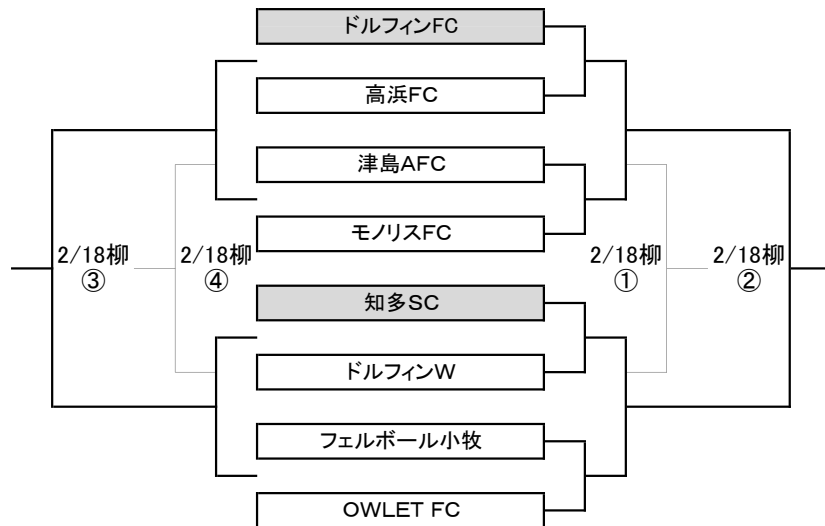 ドルフィンFC
高浜FC
津島AFC
モノリスFC
2/18柳
③
2/18柳
④
2/18柳
①
2/18柳
②
知多SC
ドルフィンW
フェルボール小牧
OWLET FC